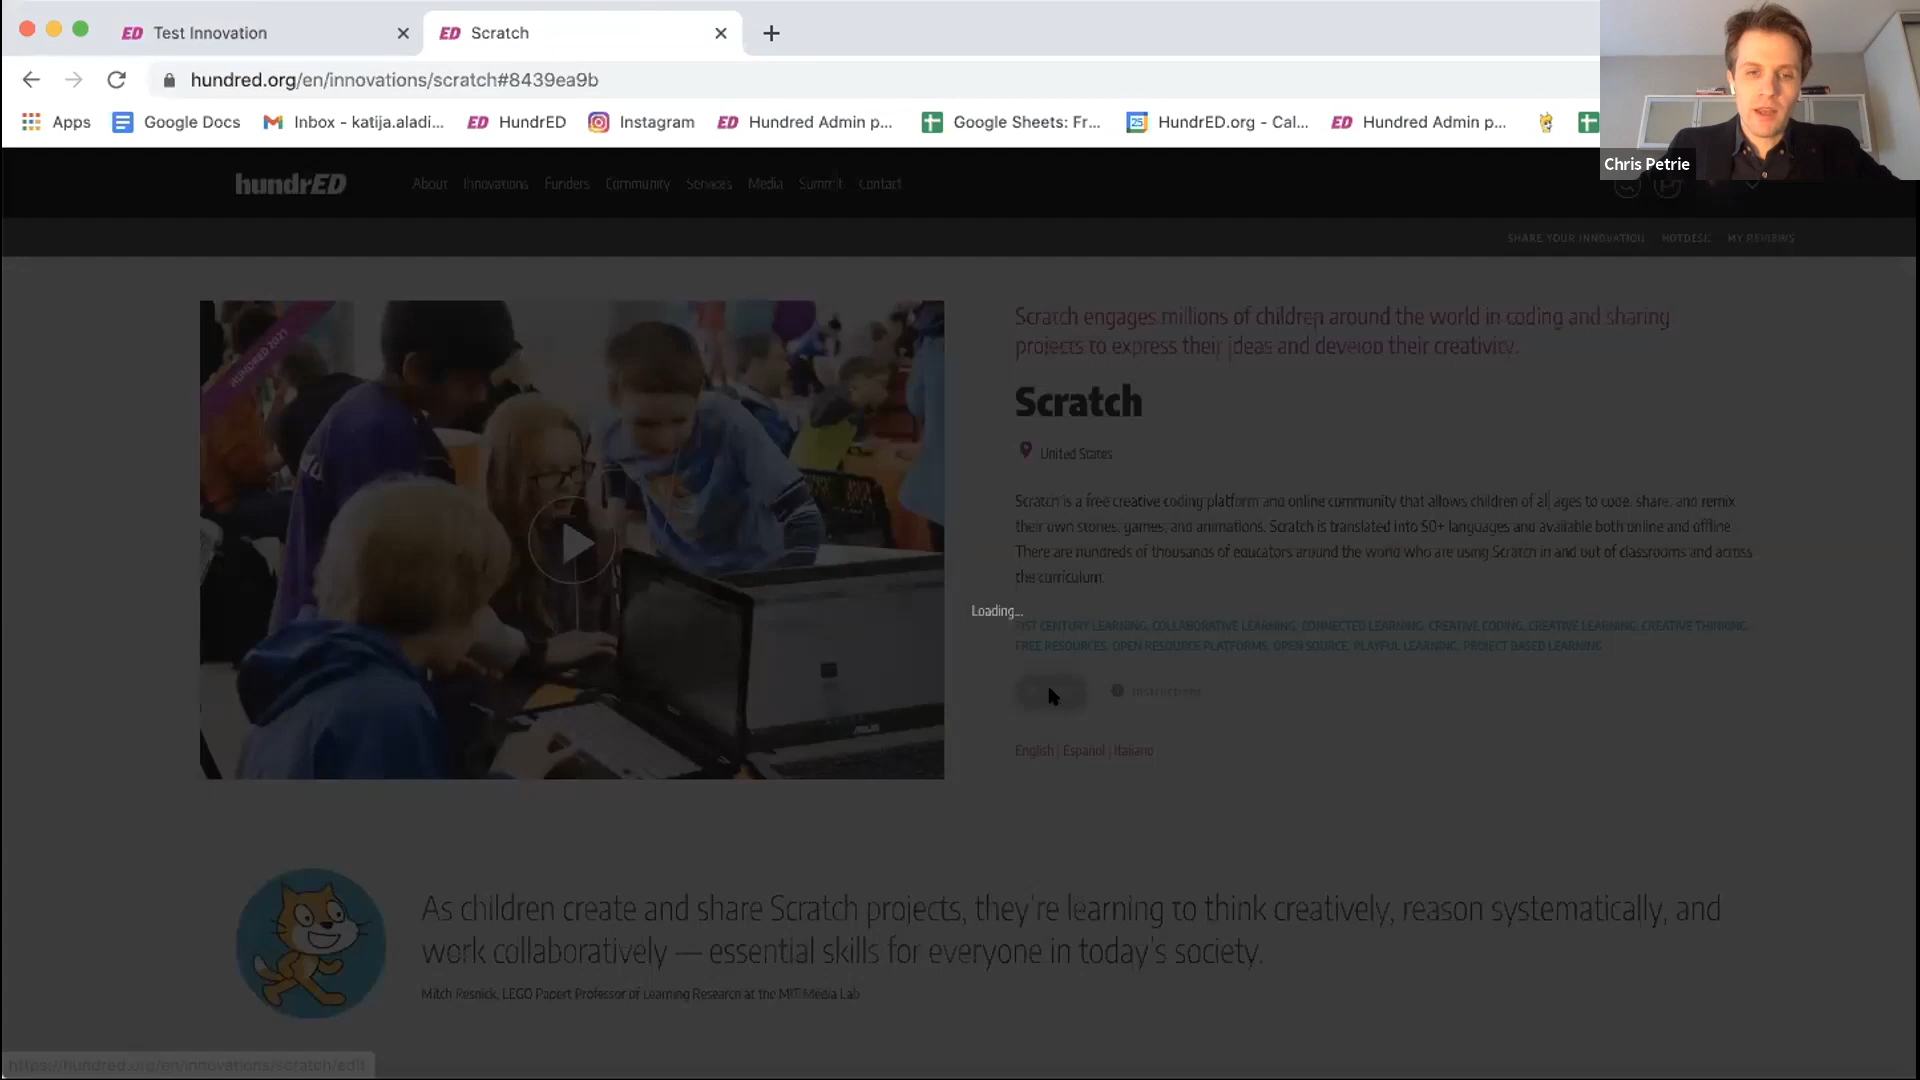 ED Test Innovation
ED Scratch
hundred.org/en/innovations/scratch#8439ea9b
Apps Google Docs Inbox - katija.aladi... ED HundrED Instagram ED Hundred Admin p... Google Sheets: Fr... 25 HundrED.org - Cal... ED Hundred Admin p...
Chris Petrie
hundrED About Innovations Funders Community Services Media Summit Contact
SHARE YOUR INNOVATION HOTDESK MY REVIEWS
HUNDRED 2021
Scratch engages millions of children around the world in coding and sharing
projects to express their ideas and develop their creativity.
Scratch
United States
Scratch is a free creative coding platform and online community that allows children of all ages to code, share, and remix
their own stories, games, and animations. Scratch is translated into 50+ languages and available both online and offline.
There are hundreds of thousands of educators around the world who are using Scratch in and out of classrooms and across
the curriculum.
Loading...
21ST CENTURY LEARNING, COLLABORATIVE LEARNING, CONNECTED LEARNING, CREATIVE CODING, CREATIVE LEARNING, CREATIVE THINKING,
FREE RESOURCES, OPEN RESOURCE PLATFORMS, OPEN SOURCE, PLAYFUL LEARNING, PROJECT BASED LEARNING
Instructions
ASUS
English | Español | Italiano
As children create and share Scratch projects, they're learning to think creatively, reason systematically, and
work collaboratively — essential skills for everyone in today's society.
Mitch Resnick, LEGO Papert Professor of Learning Research at the MIT Media Lab
https://hundred.org/en/innovations/scratch/edit